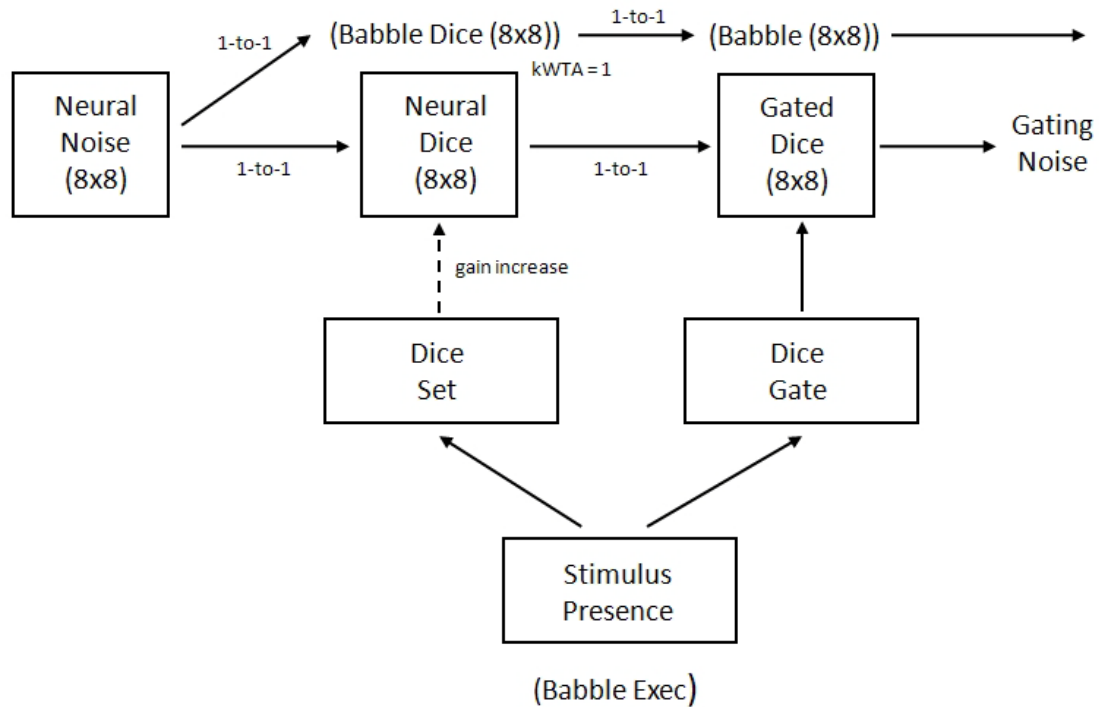 1-to-1
(Babble Dice (8x8))
1-to-1
(Babble (8x8))
kWTA = 1
Neural
Noise
(8x8)
1-to-1
Neural
Dice
(8x8)
1-to-1
Gated
Dice
(8x8)
Gating
Noise
gain increase
Dice
Set
Dice
Gate
Stimulus
Presence
(Babble Exec)